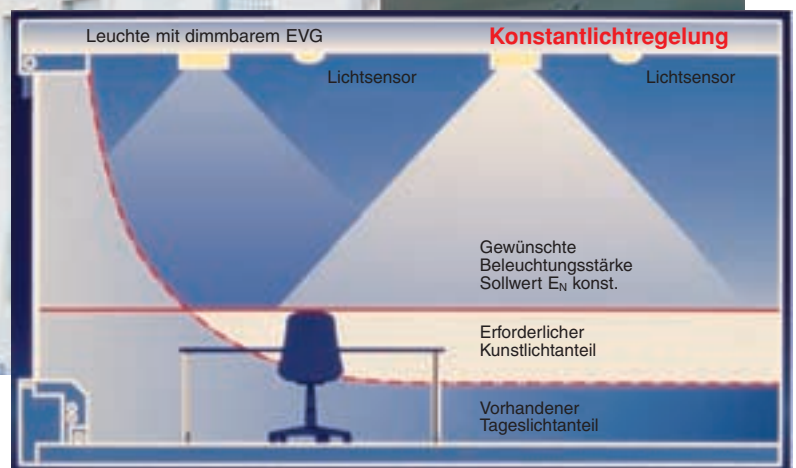 Leuchte mit dimmbarem EVG
Konstantlichtregelung
Lichtsensor
Lichtsensor
Gewünschte
Beleuchtungsstärke
Sollwert EN konst.
Erforderlicher
Kunstlichtanteil
Vorhandener
Tageslichtanteil